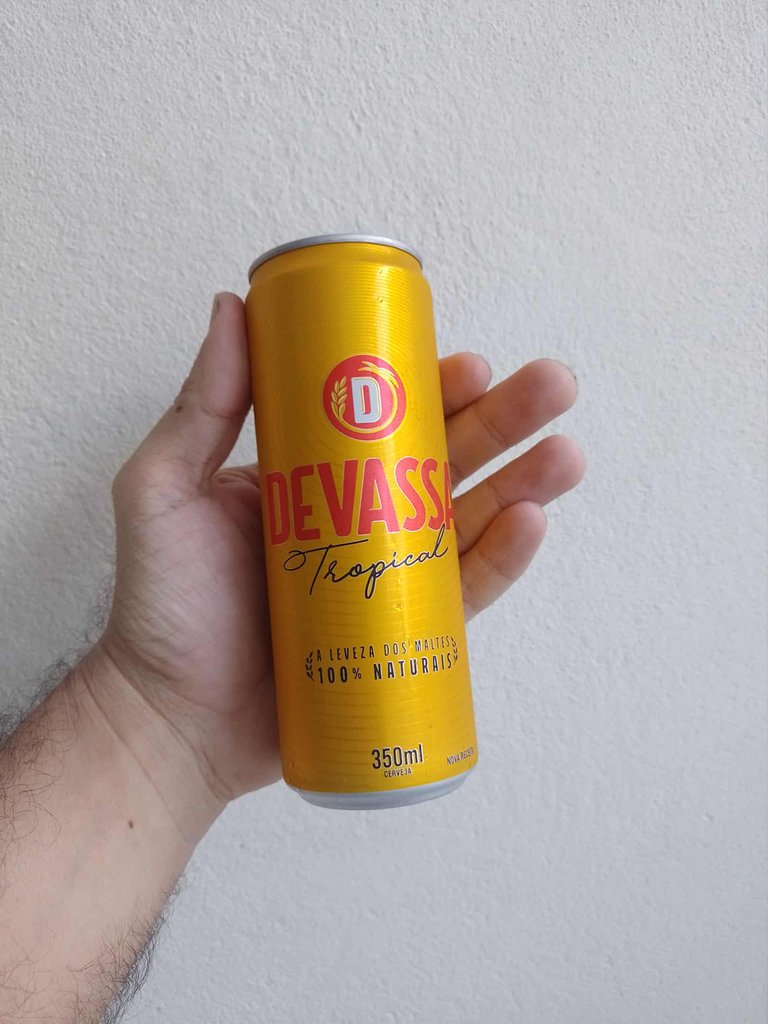 D
DEVASSA
Tropical
A LEVEZA DOS MALTES
100% NATURAIS
350ml
CERVEJA
NOVA RECEITA